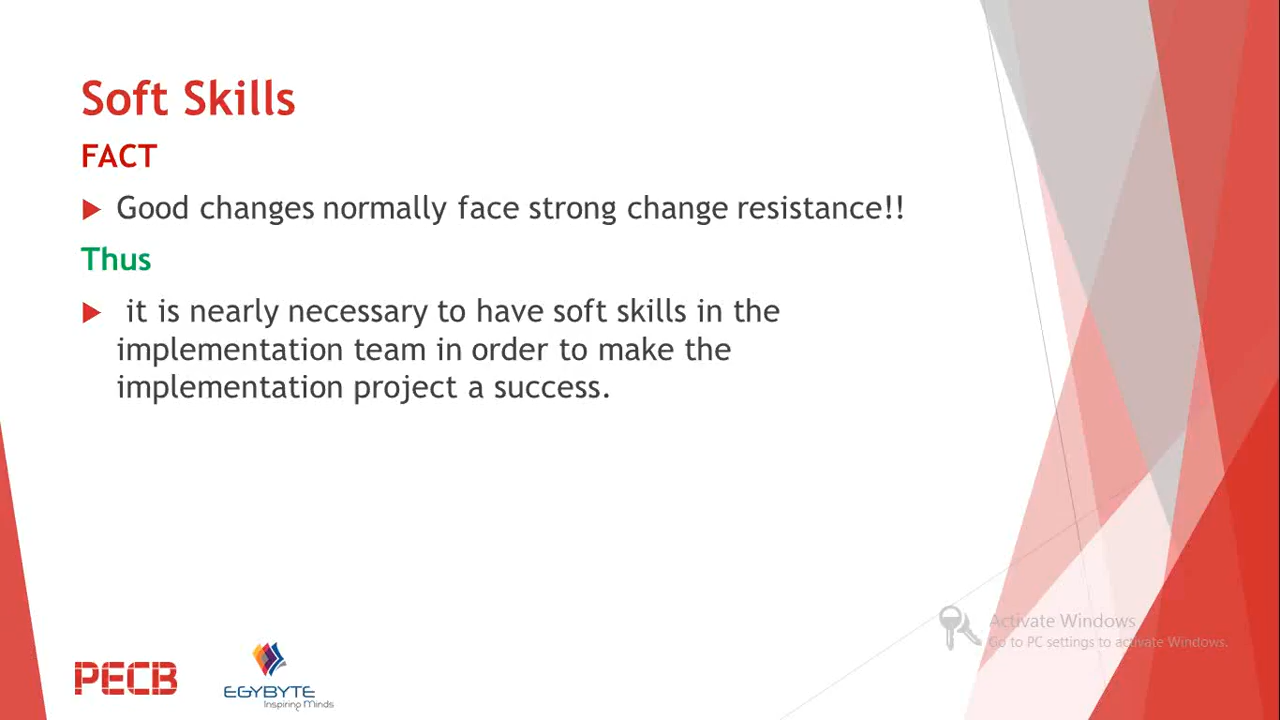 Soft Skills
FACT
Good changes normally face strong change resistance!!
Thus
it is nearly necessary to have soft skills in the
implementation team in order to make the
implementation project a success.
Activate Windows
Go to PC settings to activate Windows.
PECB
EGYBYTE
Inspiring Minds